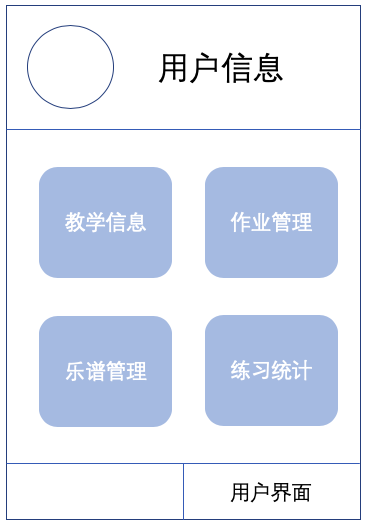 用户信息
教学信息
作业管理
乐谱管理
练习统计
用户界面